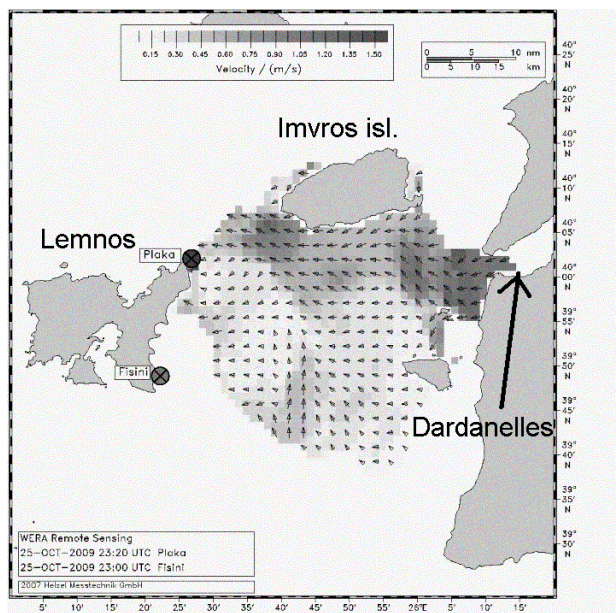 0.15 0.30 0.45 0.60 0.75 0.90 1.05 1.20 1.35 1.50
Velocity / (m/s)
0 5 10 nm
0 5 10 15 km
40° 25' N
40° 20' N
40° 15' N
40° 10' N
40° 05' N
40° 00' N
39° 55' N
39° 50' N
39° 45' N
39° 40' N
39° 35' N
39° 30' N
Imvros isl.
Lemnos
Plaka
Fisini
Dardanelles
WERA Remote Sensing
25-OCT-2009 23:20 UTC Plaka
25-OCT-2009 23:00 UTC Fisini
2007 Helzel Messtechnik GmbH
5' 10' 15' 20' 25' 30' 35' 40' 45' 50' 55' 26°E 5' 10' 15'